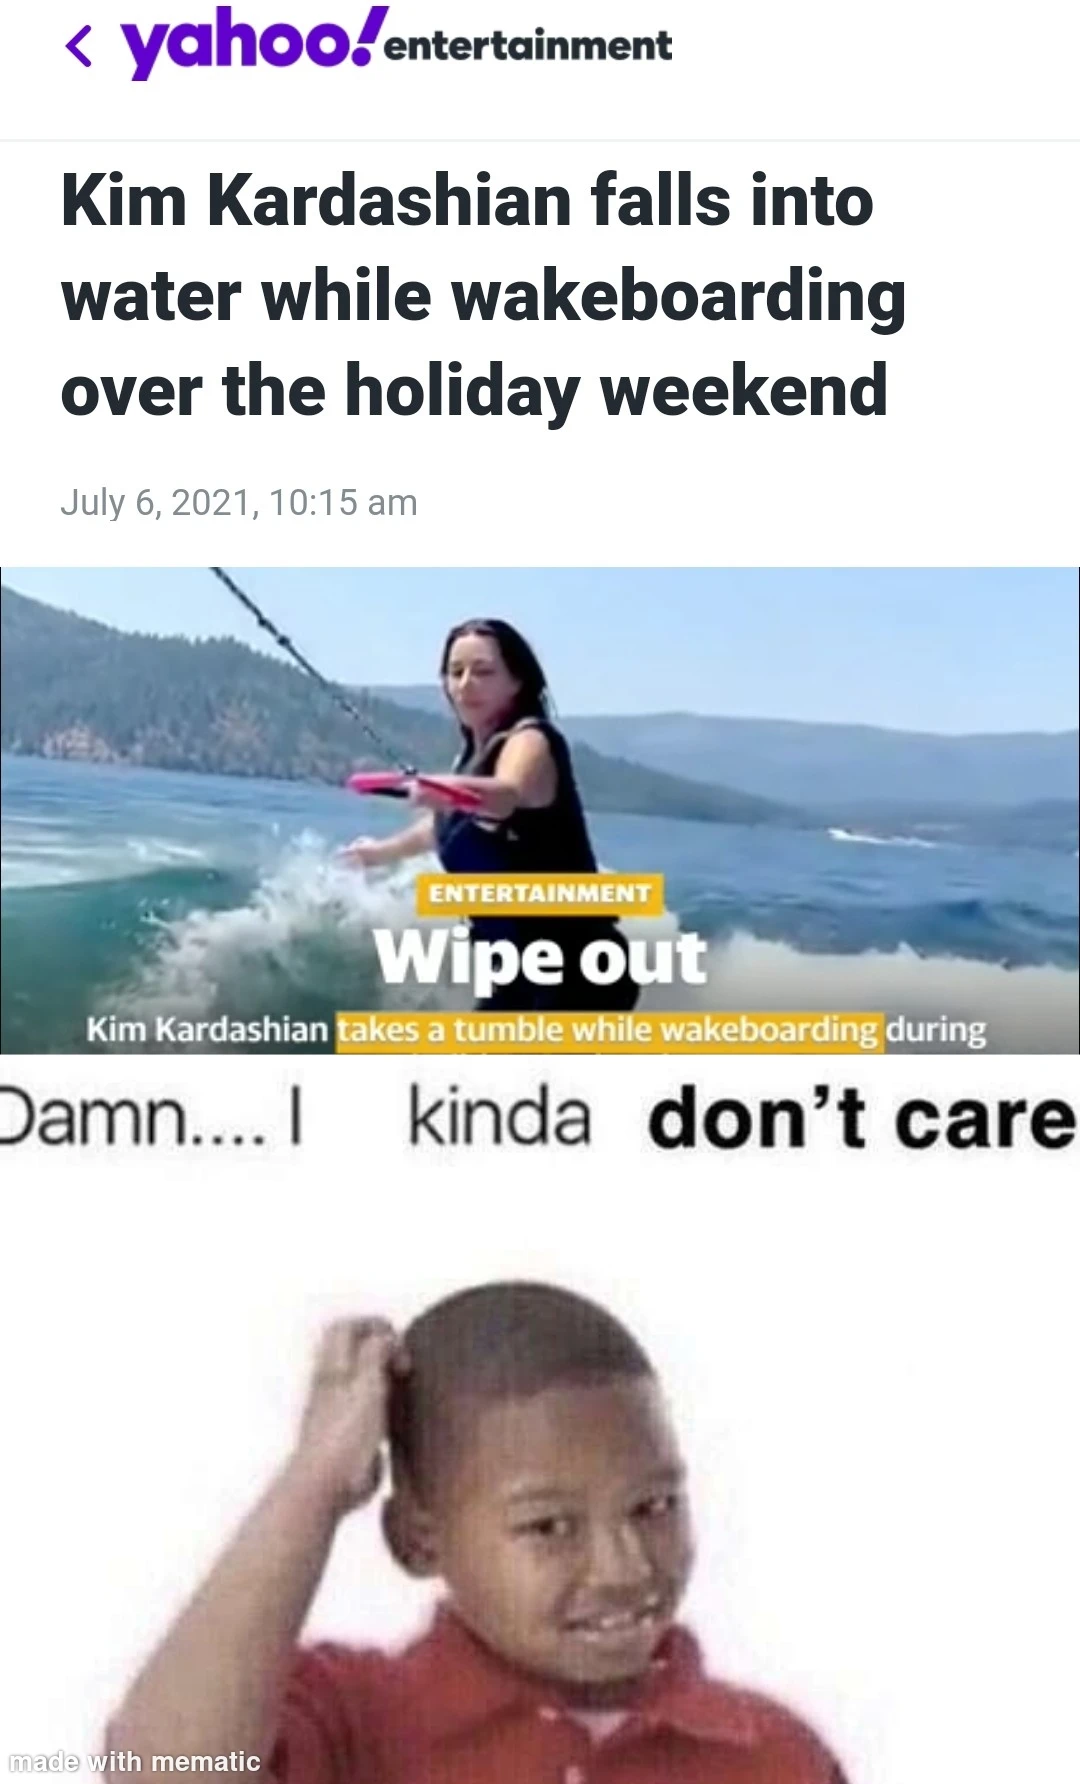 yahoo!entertainment
Kim Kardashian falls into
water while wakeboarding
over the holiday weekend
July 6, 2021, 10:15 am
ENTERTAINMENT
Wipe out
Kim Kardashian takes a tumble while wakeboarding during
Damn.... I kinda don't care
made with mematic